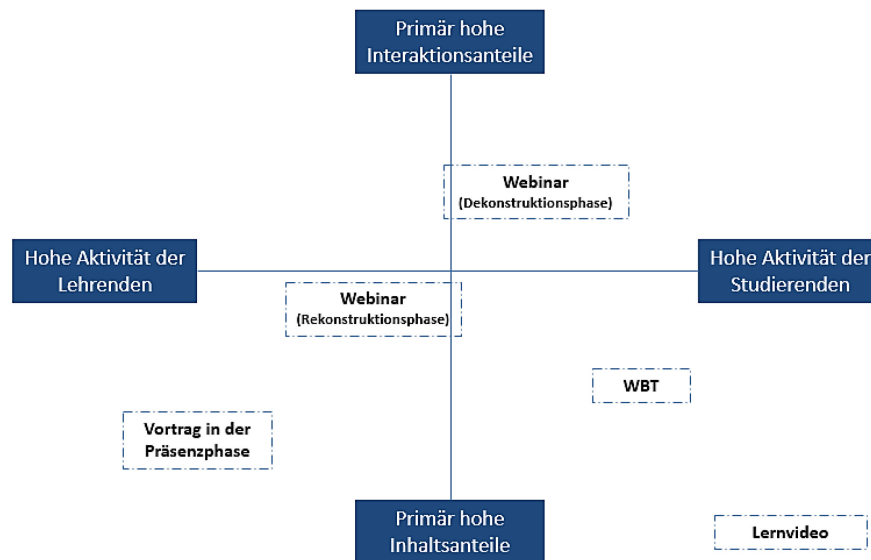 Primär hohe
Interaktionsanteile
Webinar
(Dekonstruktionsphase)
Hohe Aktivität der
Lehrenden
Hohe Aktivität der
Studierenden
Webinar
(Rekonstruktionsphase)
WBT
Vortrag in der
Präsenzphase
Primär hohe
Inhaltsanteile
Lernvideo